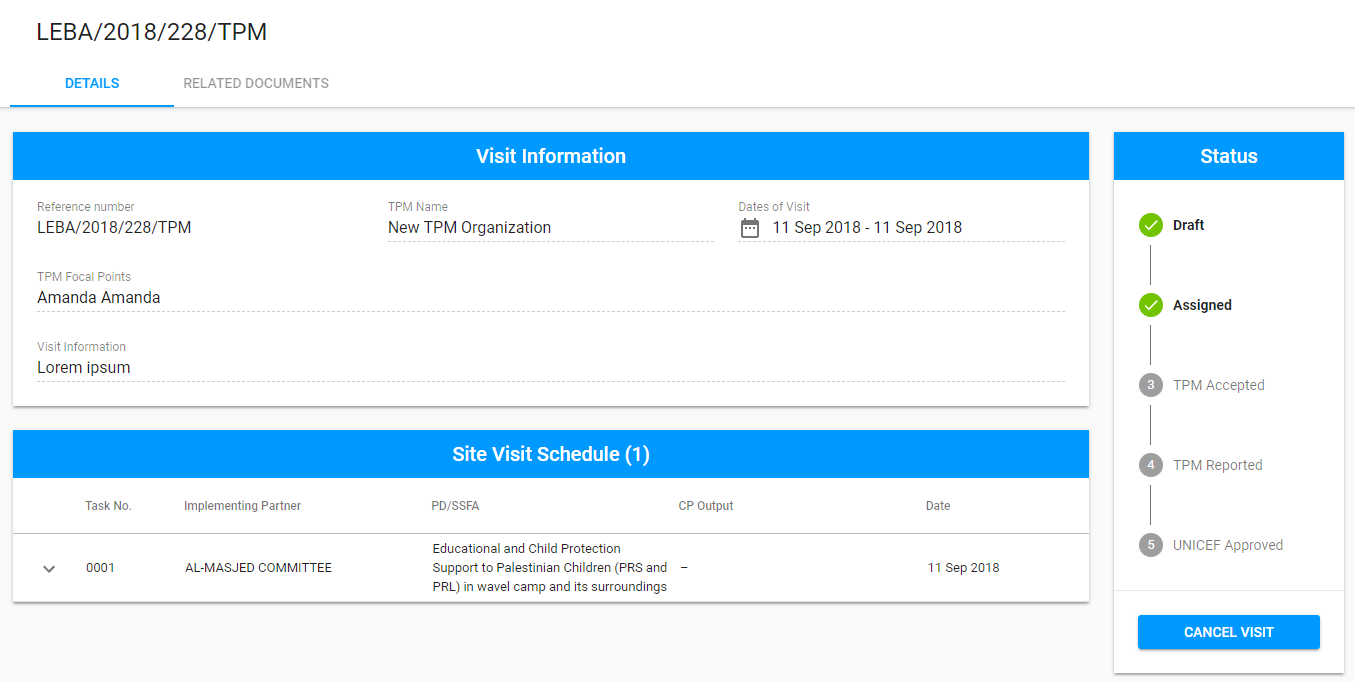 LEBA/2018/228/TPM
DETAILS
RELATED DOCUMENTS
Visit Information
Reference number
LEBA/2018/228/TPM
TPM Name
New TPM Organization
Dates of Visit
11 Sep 2018 - 11 Sep 2018
TPM Focal Points
Amanda Amanda
Visit Information
Lorem ipsum
Site Visit Schedule (1)
Task No.
Implementing Partner
PD/SSFA
CP Output
Date
0001
AL-MASJED COMMITTEE
Educational and Child Protection
Support to Palestinian Children (PRS and
PRL) in wavel camp and its surroundings
–
11 Sep 2018
Status
Draft
Assigned
3 TPM Accepted
4 TPM Reported
5 UNICEF Approved
CANCEL VISIT